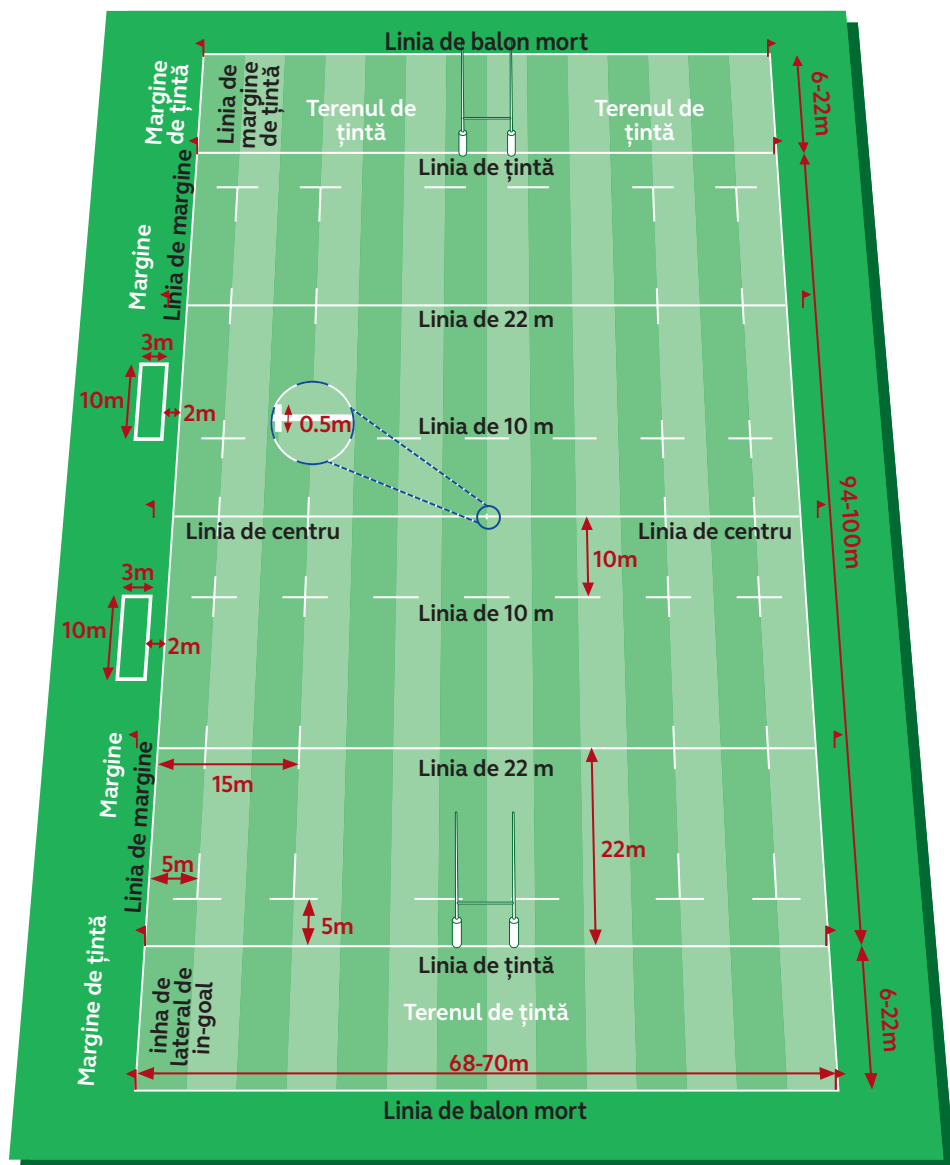 Linia de balon mort
Margine
de țintă
Linia de
margine
de țintă
Terenul de
țintă
Terenul de
țintă
6-22m
Linia de țintă
Linia de margine
Margine
Linia de 22 m
3m
10m
2m
0.5m
Linia de 10 m
94-100m
Linia de centru
Linia de centru
10m
3m
10m
2m
Linia de 10 m
Margine
Linia de margine
15m
Linia de 22 m
22m
5m
5m
Linia de țintă
Margine de țintă
inha de
lateral de
in-goal
Terenul de țintă
6-22m
68-70m
Linia de balon mort